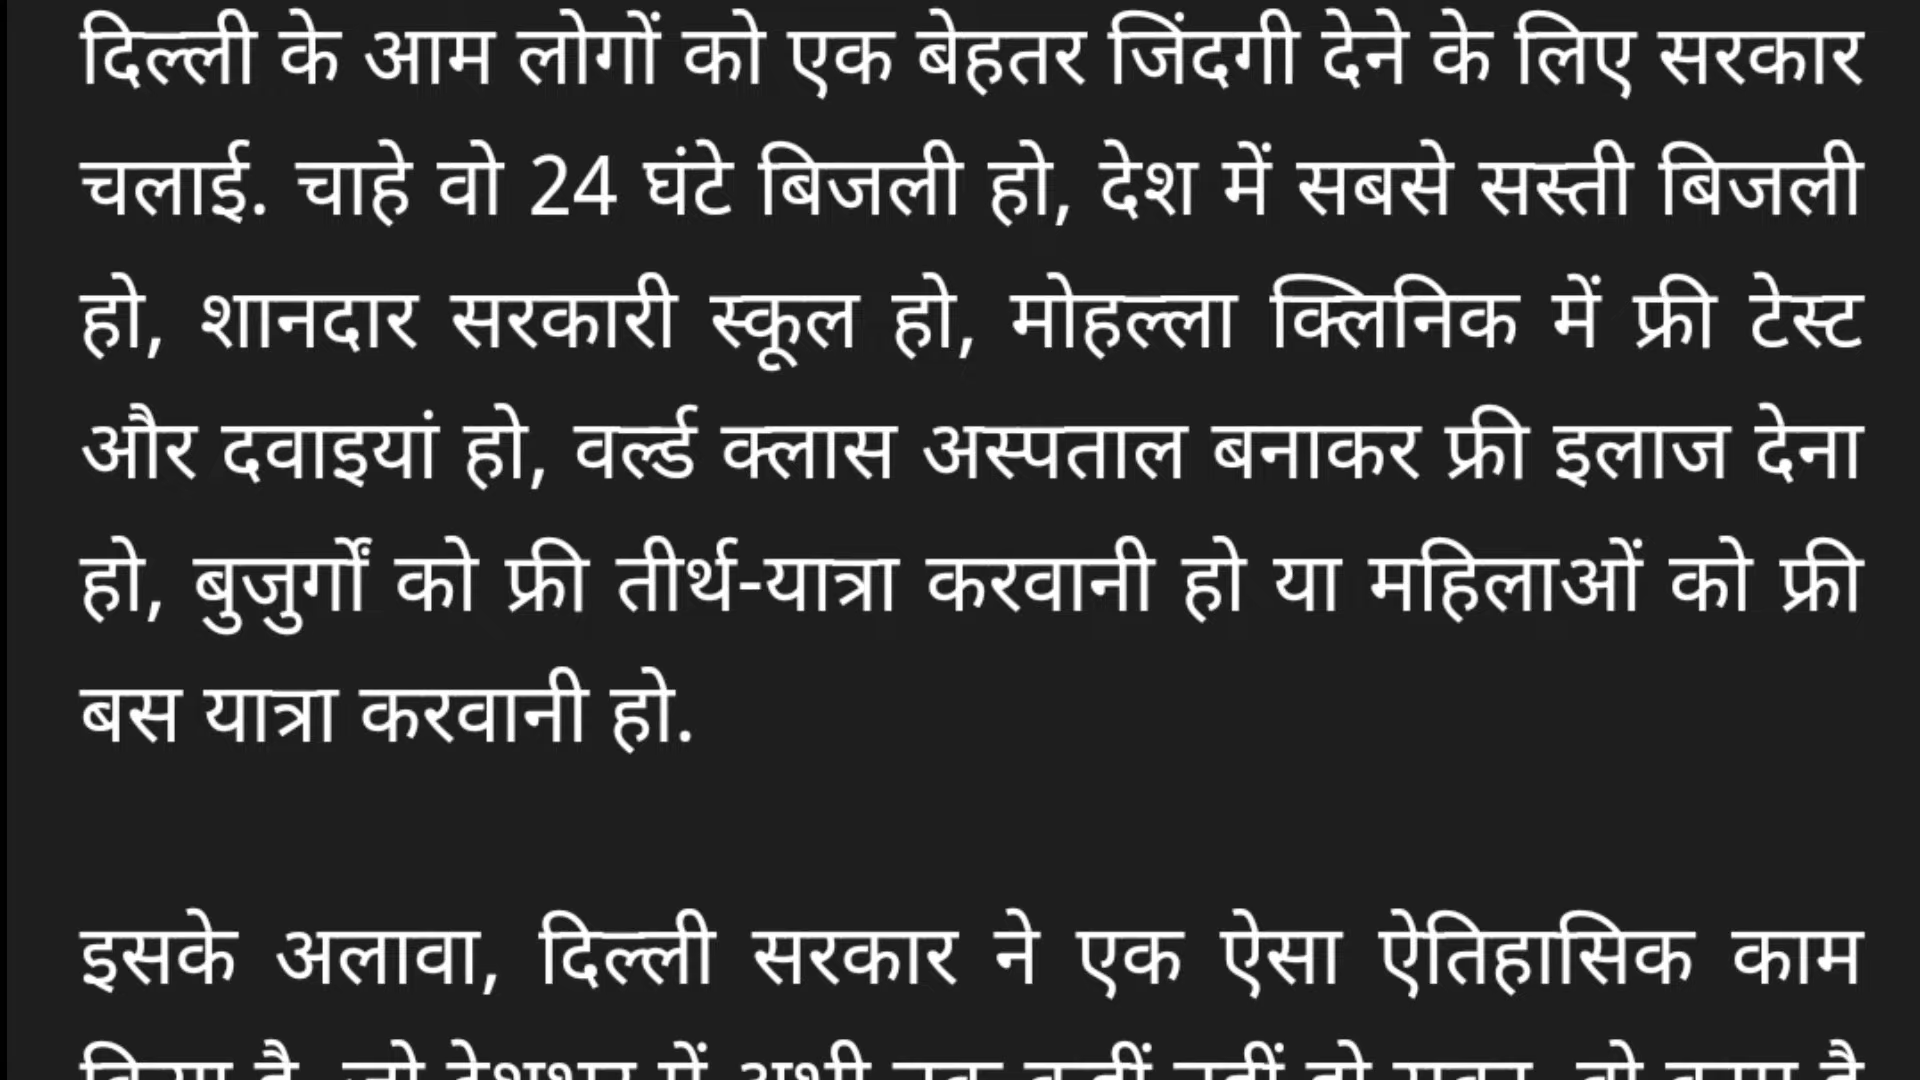 दिल्ली के आम लोगों को एक बेहतर जिंदगी देने के लिए सरकार
चलाई. चाहे वो 24 घंटे बिजली हो, देश में सबसे सस्ती बिजली
हो, शानदार सरकारी स्कूल हो, मोहल्ला क्लिनिक में फ्री टेस्ट
और दवाइयां हो, वर्ल्ड क्लास अस्पताल बनाकर फ्री इलाज देना
हो, बुजुर्गों को फ्री तीर्थ-यात्रा करवानी हो या महिलाओं को फ्री
बस यात्रा करवानी हो.
इसके अलावा, दिल्ली सरकार ने एक ऐसा ऐतिहासिक काम